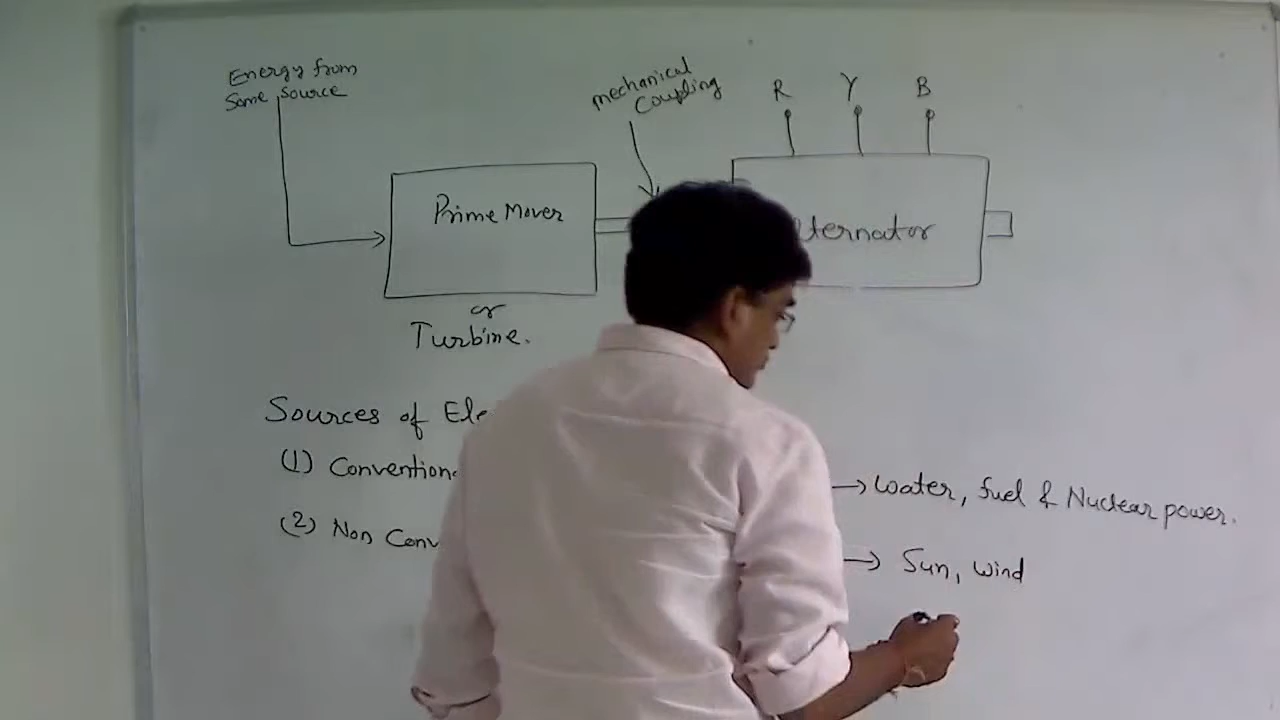 Energy from
Some Source
mechanical
Coupling
R Y B
Prime Mover
lternator
or
Turbine.
Sources of Ele
(1) Convention
→ Water, fuel & Nuclear power.
(2) Non Conv
→ Sun, wind